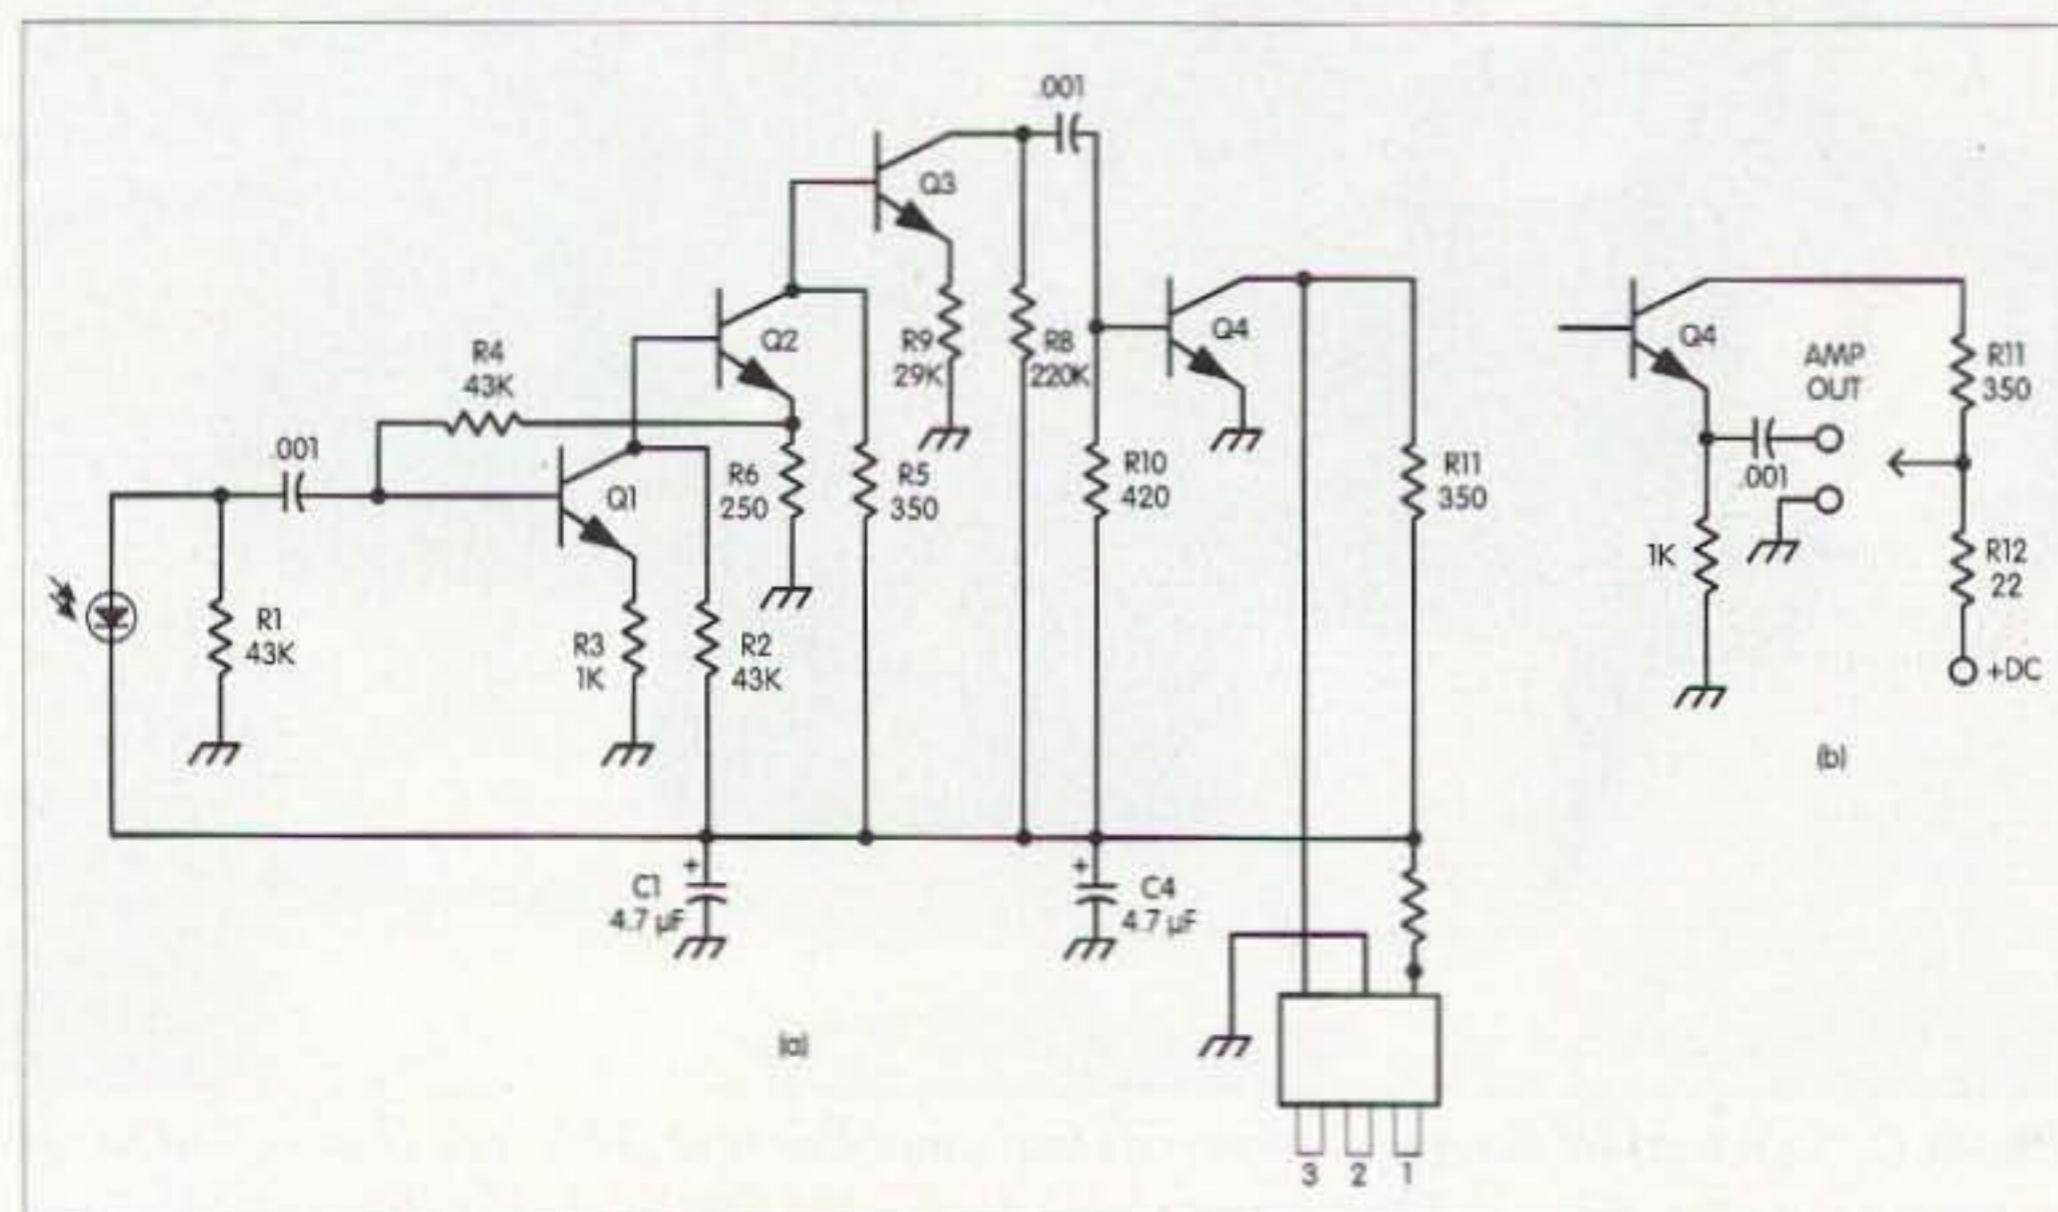 .001
Q3
R9
29K
R8
220K
Q2
R4
43K
.001
Q1
R6
250
R5
350
Q4
R10
420
R11
350
R1
43K
R3
1K
R2
43K
+
C1
4.7 µF
+
C4
4.7 µF
(a)
3 2 1
Q4
AMP
OUT
.001
1K
R11
350
R12
22
+DC
(b)